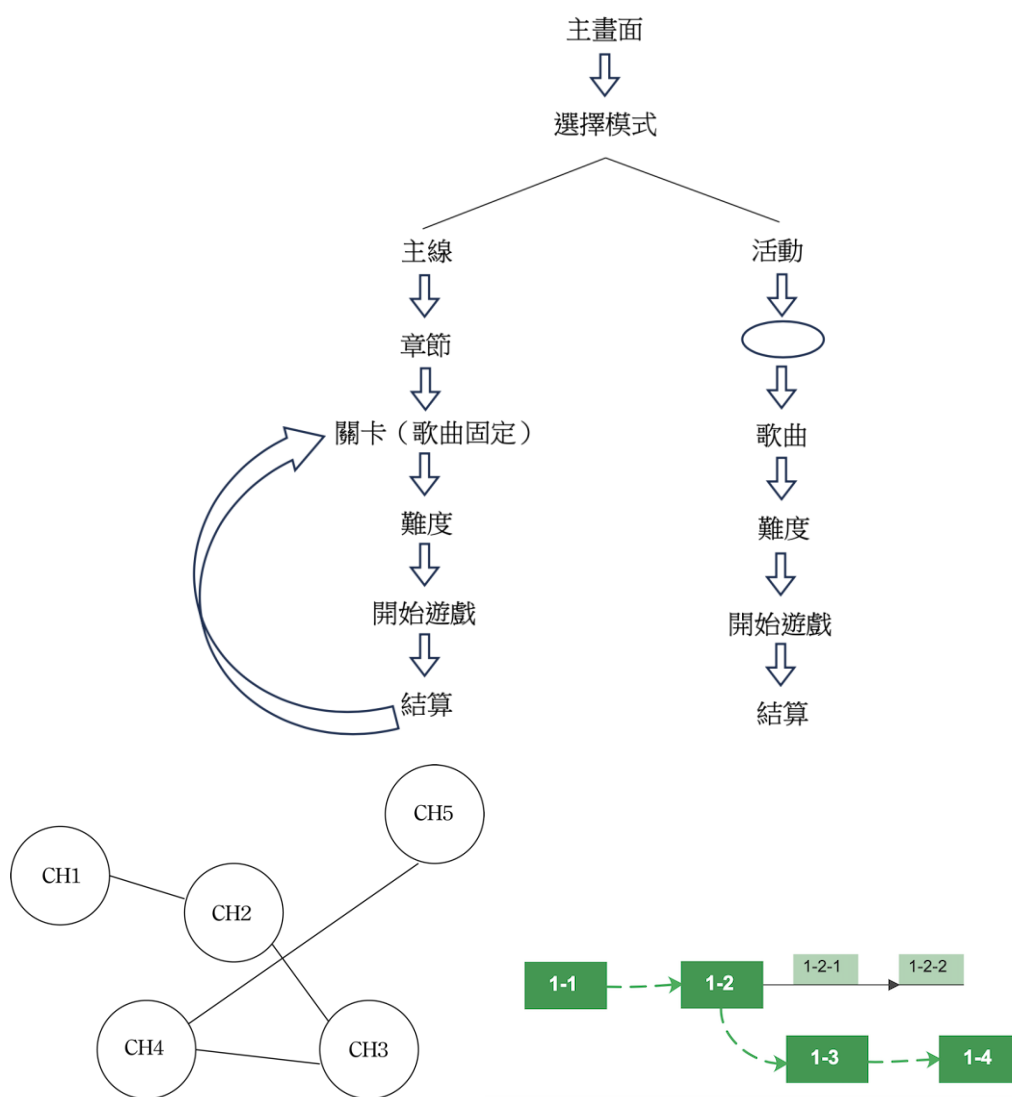 主畫面
選擇模式
主線
活動
章節
關卡（歌曲固定）
歌曲
難度
難度
開始遊戲
開始遊戲
結算
結算
CH5
CH1
CH2
CH4
CH3
1-1
1-2
1-2-1
1-2-2
1-3
1-4